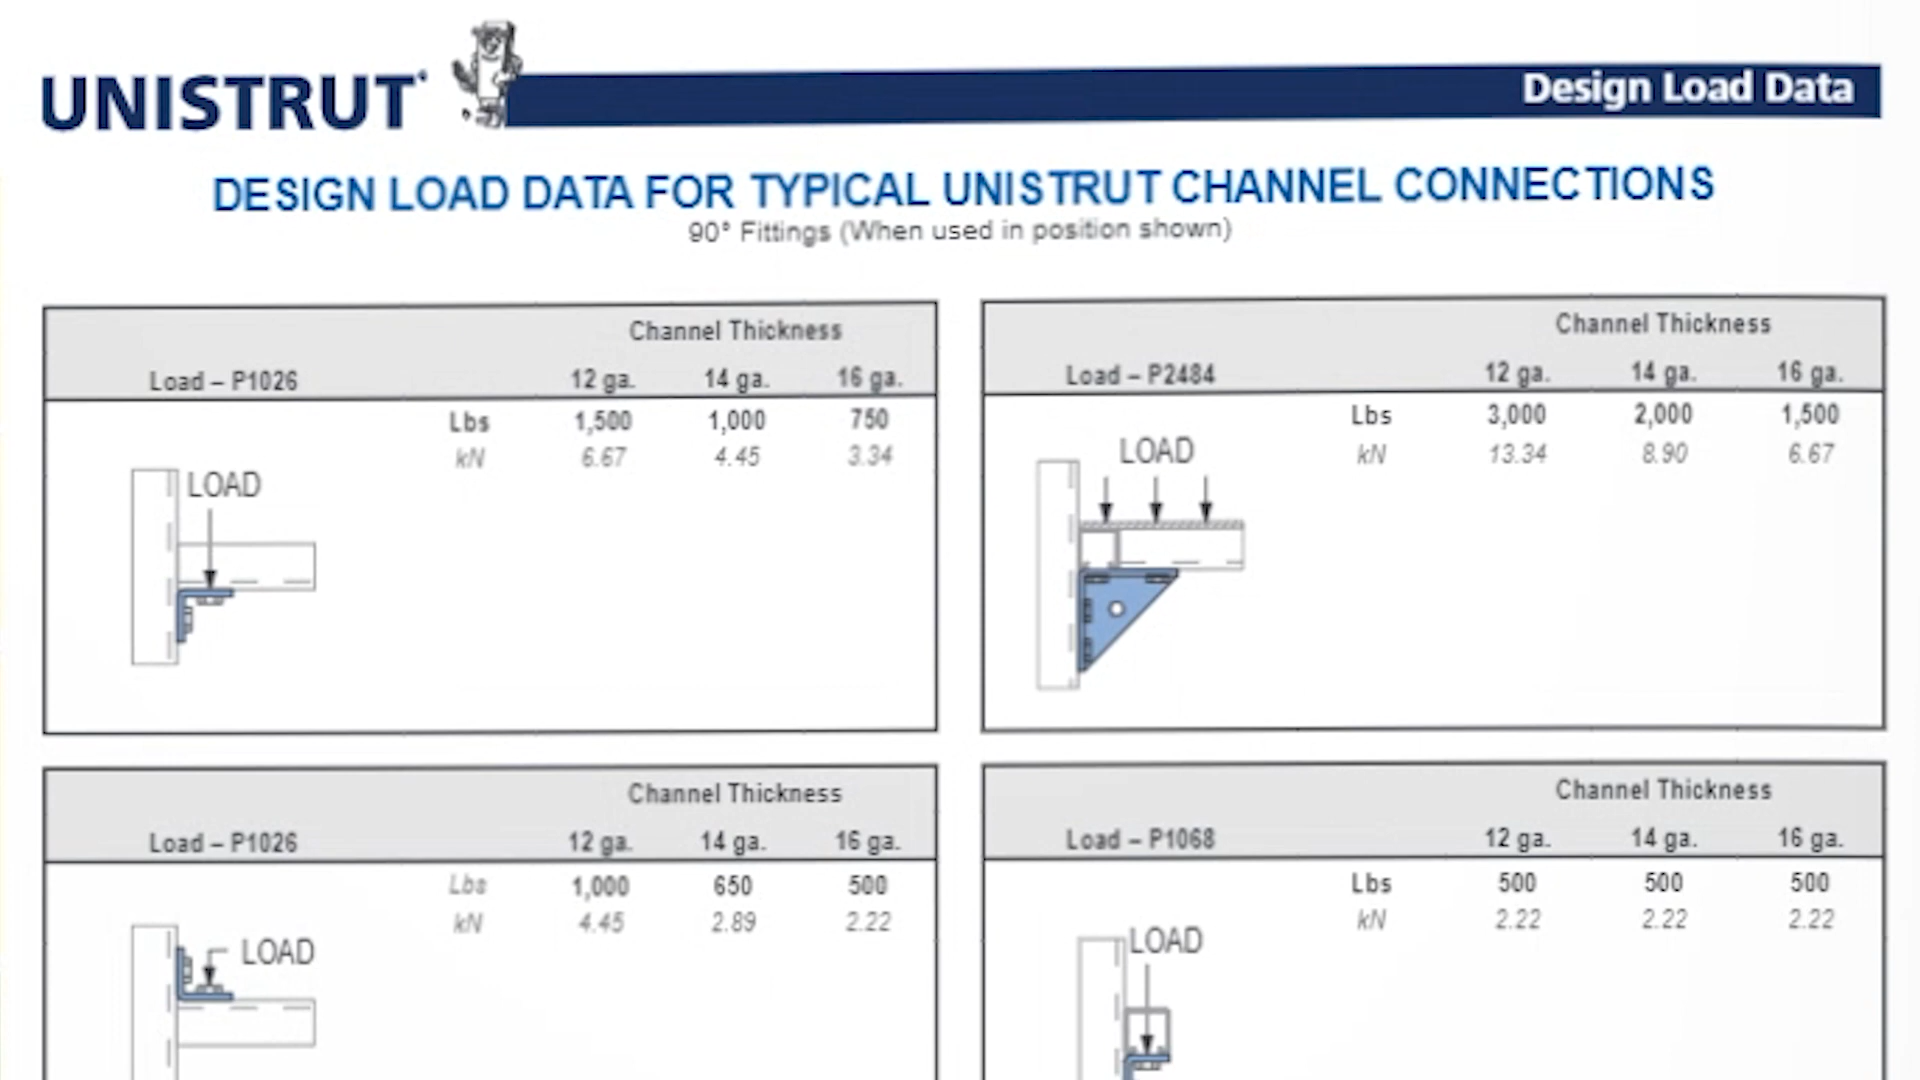 UNISTRUT
Design Load Data
DESIGN LOAD DATA FOR TYPICAL UNISTRUT CHANNEL CONNECTIONS
90° Fittings (When used in position shown)
Channel Thickness
Load – P1026 12 ga. 14 ga. 16 ga.
Lbs 1,500 1,000 750
kN 6.67 4.45 3.34
LOAD
Channel Thickness
Load – P2484 12 ga. 14 ga. 16 ga.
Lbs 3,000 2,000 1,500
kN 13.34 8.90 6.67
LOAD
Channel Thickness
Load – P1026 12 ga. 14 ga. 16 ga.
Lbs 1,000 650 500
kN 4.45 2.89 2.22
LOAD
Channel Thickness
Load – P1068 12 ga. 14 ga. 16 ga.
Lbs 500 500 500
kN 2.22 2.22 2.22
LOAD